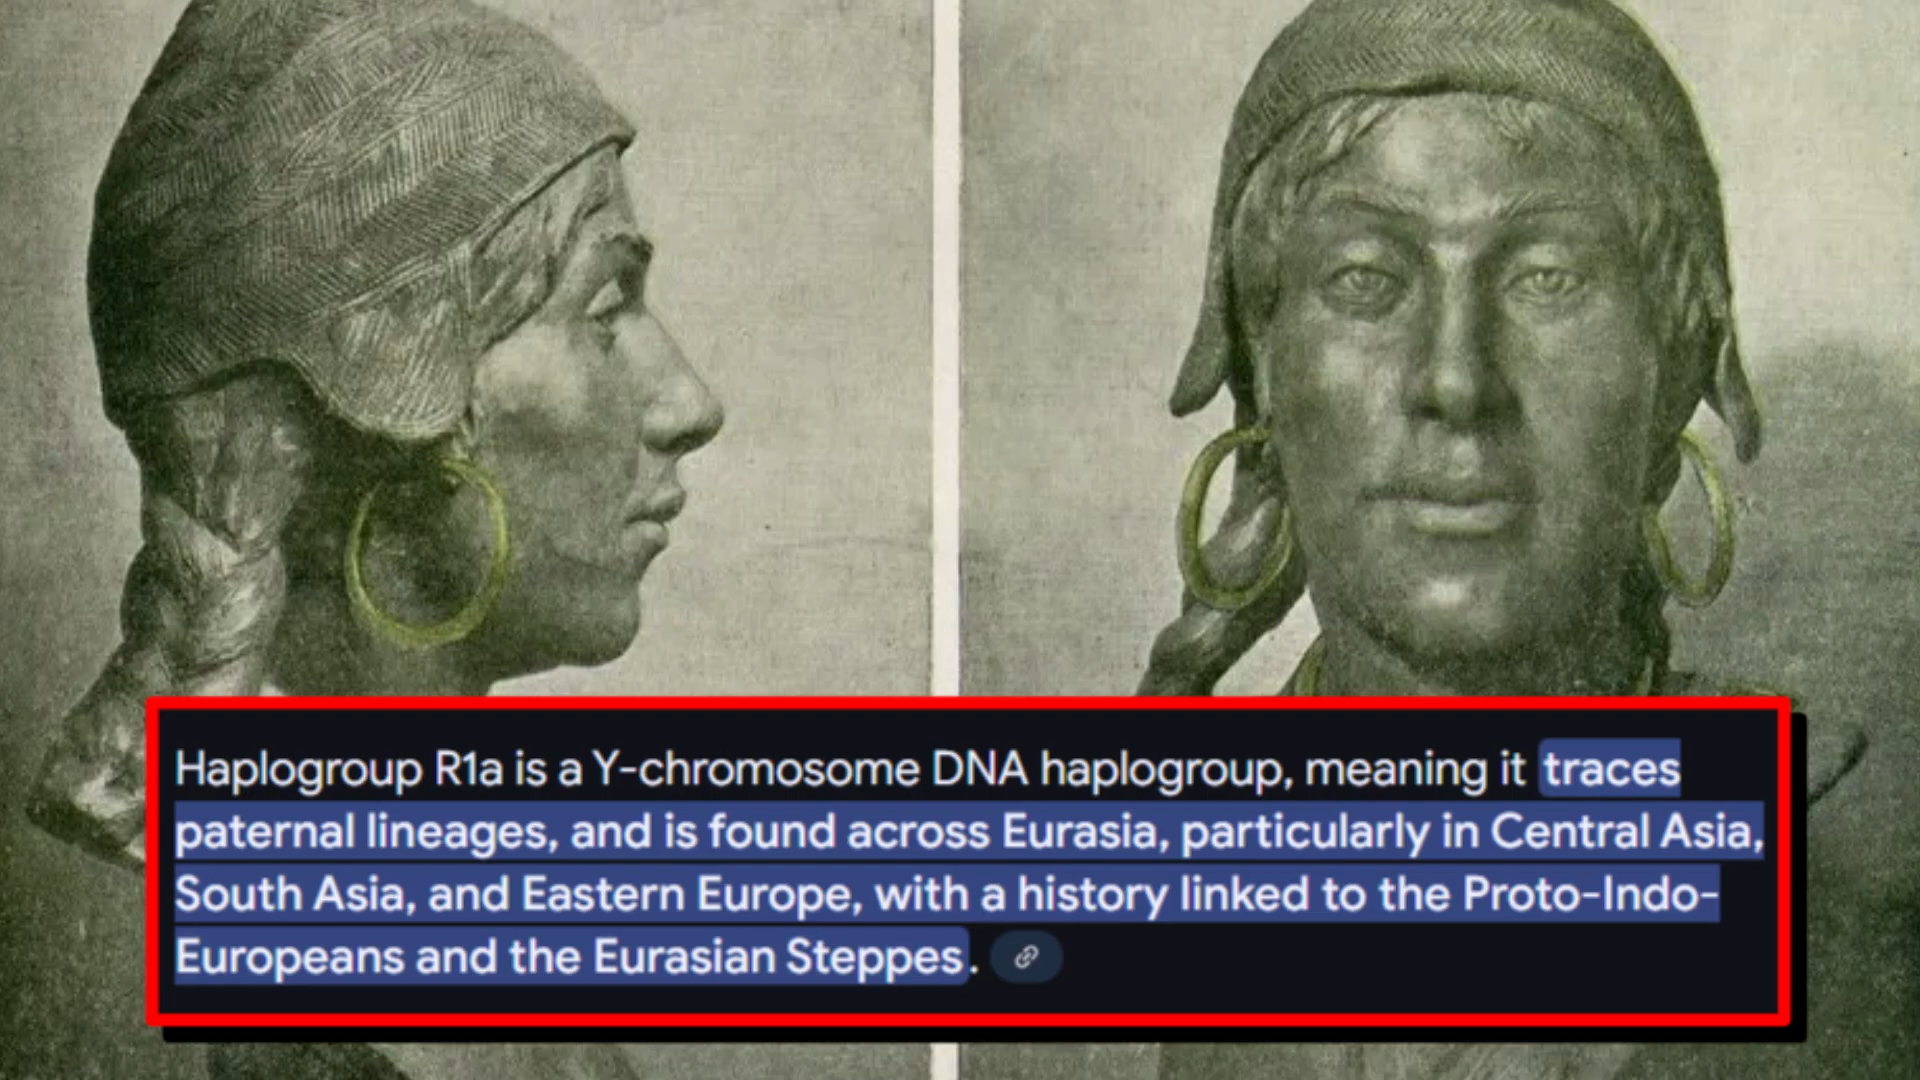 Haplogroup R1a is a Y-chromosome DNA haplogroup, meaning it traces
paternal lineages, and is found across Eurasia, particularly in Central Asia,
South Asia, and Eastern Europe, with a history linked to the Proto-Indo-
Europeans and the Eurasian Steppes.